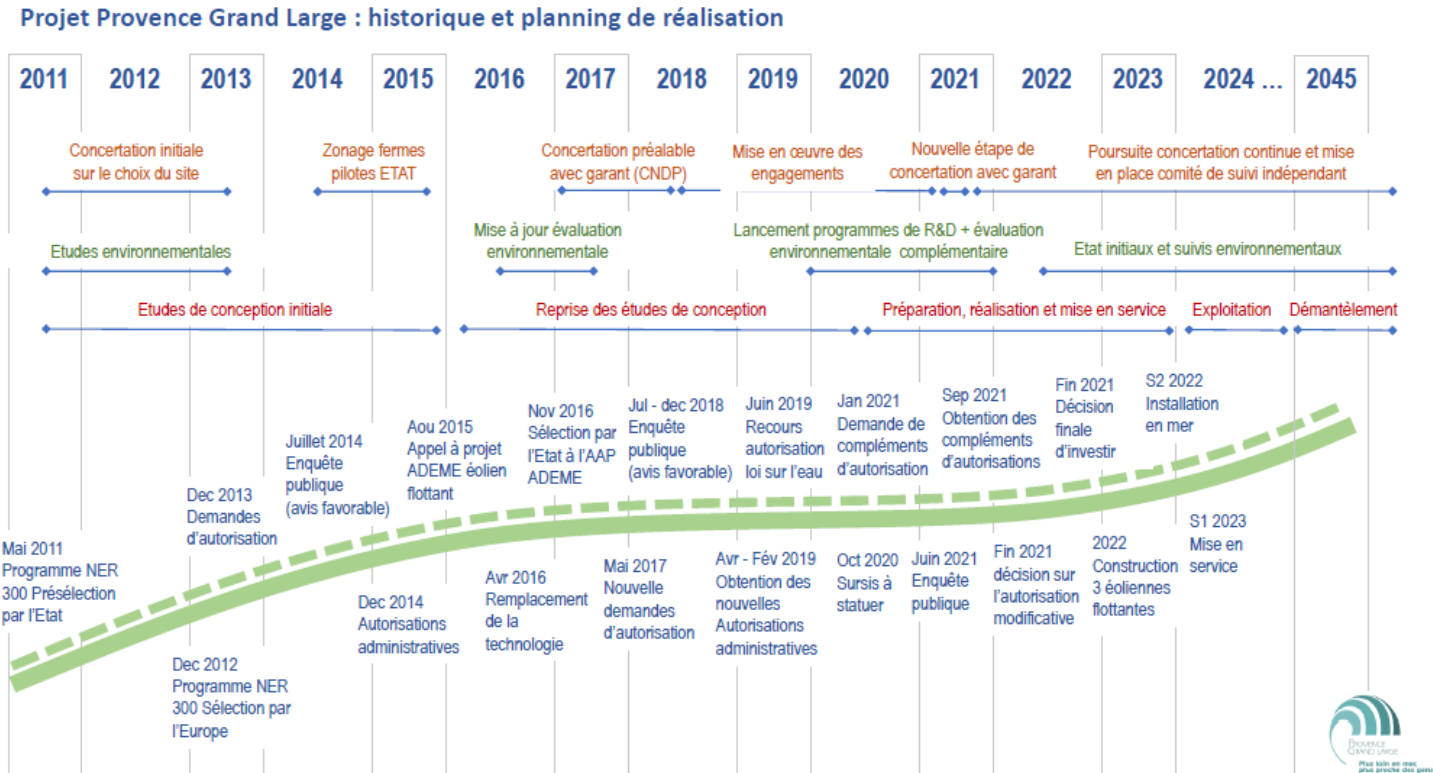 Projet Provence Grand Large : historique et planning de réalisation
2011 2012 2013 2014 2015 2016 2017 2018 2019 2020 2021 2022 2023 2024 ... 2045
Concertation initiale
sur le choix du site
Zonage fermes
pilotes ETAT
Concertation préalable
avec garant (CNDP)
Mise en œuvre des
engagements
Nouvelle étape de
concertation avec garant
Poursuite concertation continue et mise
en place comité de suivi indépendant
Etudes environnementales
Mise à jour évaluation
environnementale
Lancement programmes de R&D + évaluation
environnementale complémentaire
Etat initiaux et suivis environnementaux
Etudes de conception initiale
Reprise des études de conception
Préparation, réalisation et mise en service
Exploitation
Démantèlement
Mai 2011
Programme NER
300 Présélection
par l'Etat
Dec 2013
Demandes
d'autorisation
Juillet 2014
Enquête
publique
(avis favorable)
Aou 2015
Appel à projet
ADEME éolien
flottant
Nov 2016
Sélection par
l'Etat à l'AAP
ADEME
Jul - dec 2018
Enquête
publique
(avis favorable)
Juin 2019
Recours
autorisation
loi sur l'eau
Jan 2021
Demande de
compléments
d'autorisation
Sep 2021
Obtention des
compléments
d'autorisations
Fin 2021
Décision
finale
d'investir
S2 2022
Installation
en mer
Dec 2012
Programme NER
300 Sélection par
l'Europe
Dec 2014
Autorisations
administratives
Avr 2016
Remplacement
de la
technologie
Mai 2017
Nouvelle
demandes
d'autorisation
Avr - Fév 2019
Obtention des
nouvelles
Autorisations
administratives
Oct 2020
Sursis à
statuer
Juin 2021
Enquête
publique
Fin 2021
décision sur
l'autorisation
modificative
2022
Construction
3 éoliennes
flottantes
S1 2023
Mise en
service
PROVENCE
GRAND LARGE
Plus loin en mer,
plus proche des gens